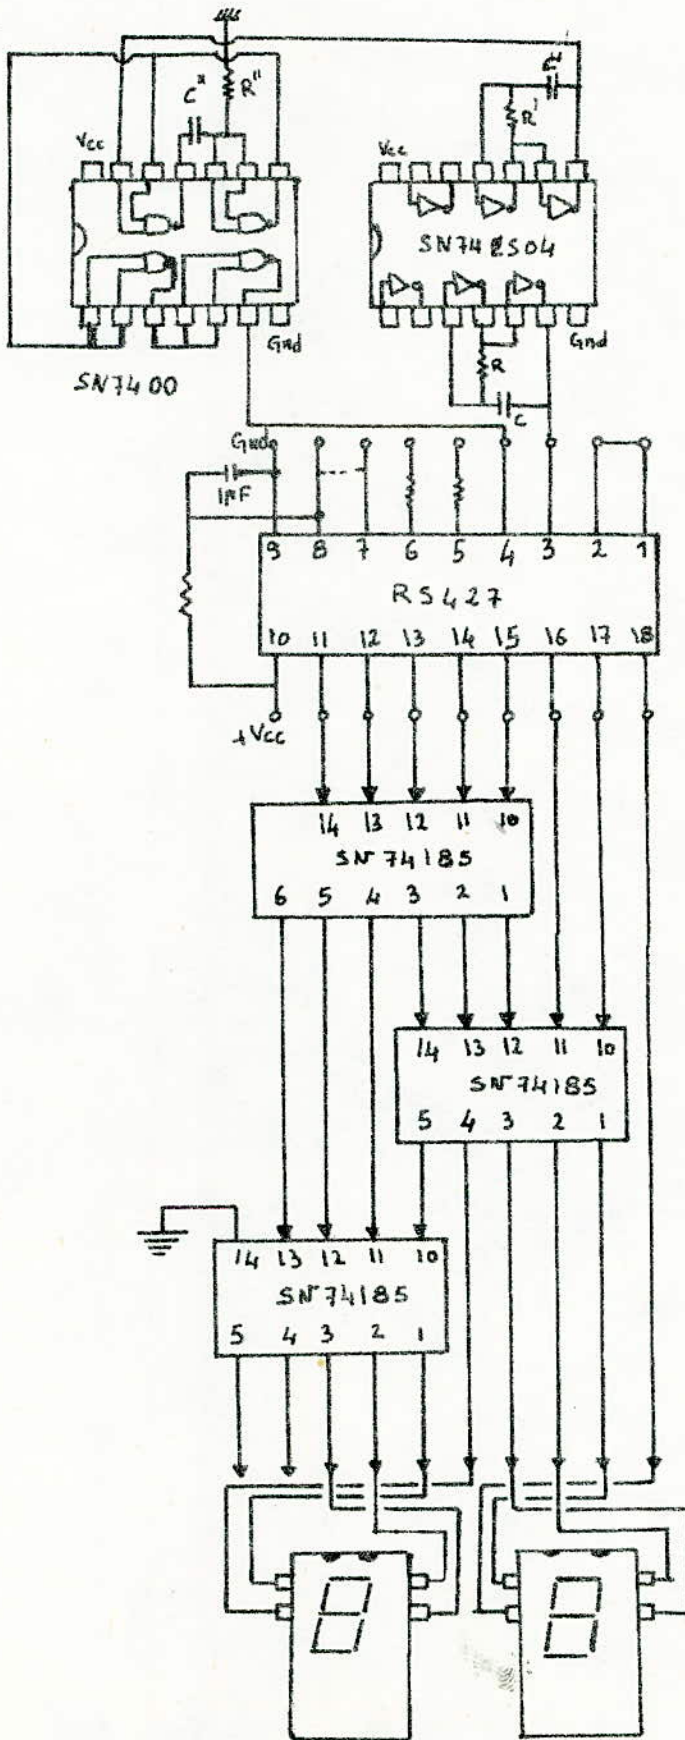 C" R" R' C'
Vcc Vcc
SN74LS04
Gnd Gnd
SN7400
R
C
Gnd
1µF
9 8 7 6 5 4 3 2 1
RS427
10 11 12 13 14 15 16 17 18
+Vcc
14 13 12 11 10
SN74185
6 5 4 3 2 1
14 13 12 11 10
SN74185
5 4 3 2 1
14 13 12 11 10
SN74185
5 4 3 2 1